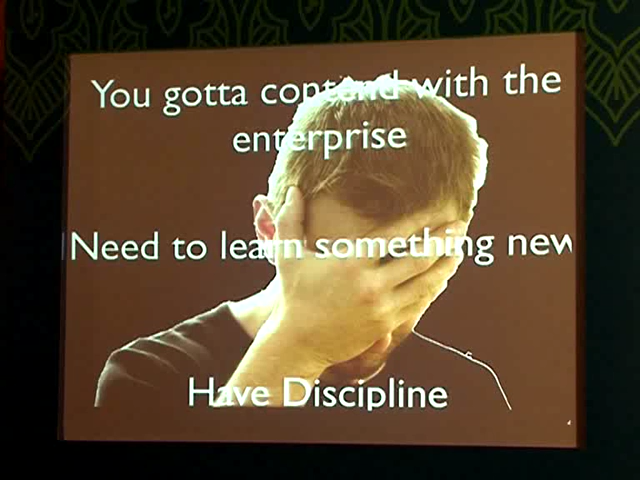 You gotta contend with the
enterprise
Need to learn something new
Have Discipline